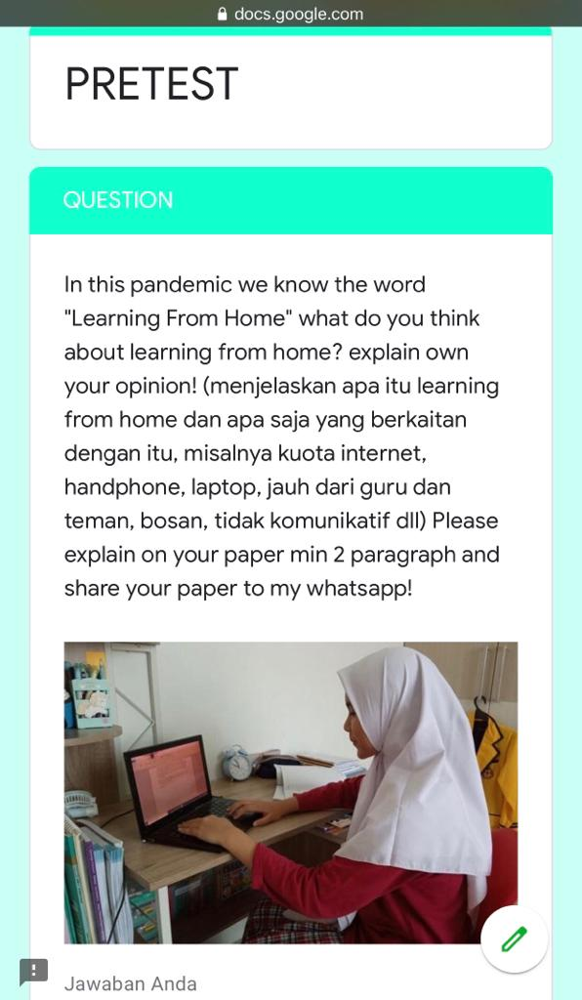 docs.google.com
PRETEST
QUESTION
In this pandemic we know the word
"Learning From Home" what do you think
about learning from home? explain own
your opinion! (menjelaskan apa itu learning
from home dan apa saja yang berkaitan
dengan itu, misalnya kuota internet,
handphone, laptop, jauh dari guru dan
teman, bosan, tidak komunikatif dll) Please
explain on your paper min 2 paragraph and
share your paper to my whatsapp!
Jawaban Anda